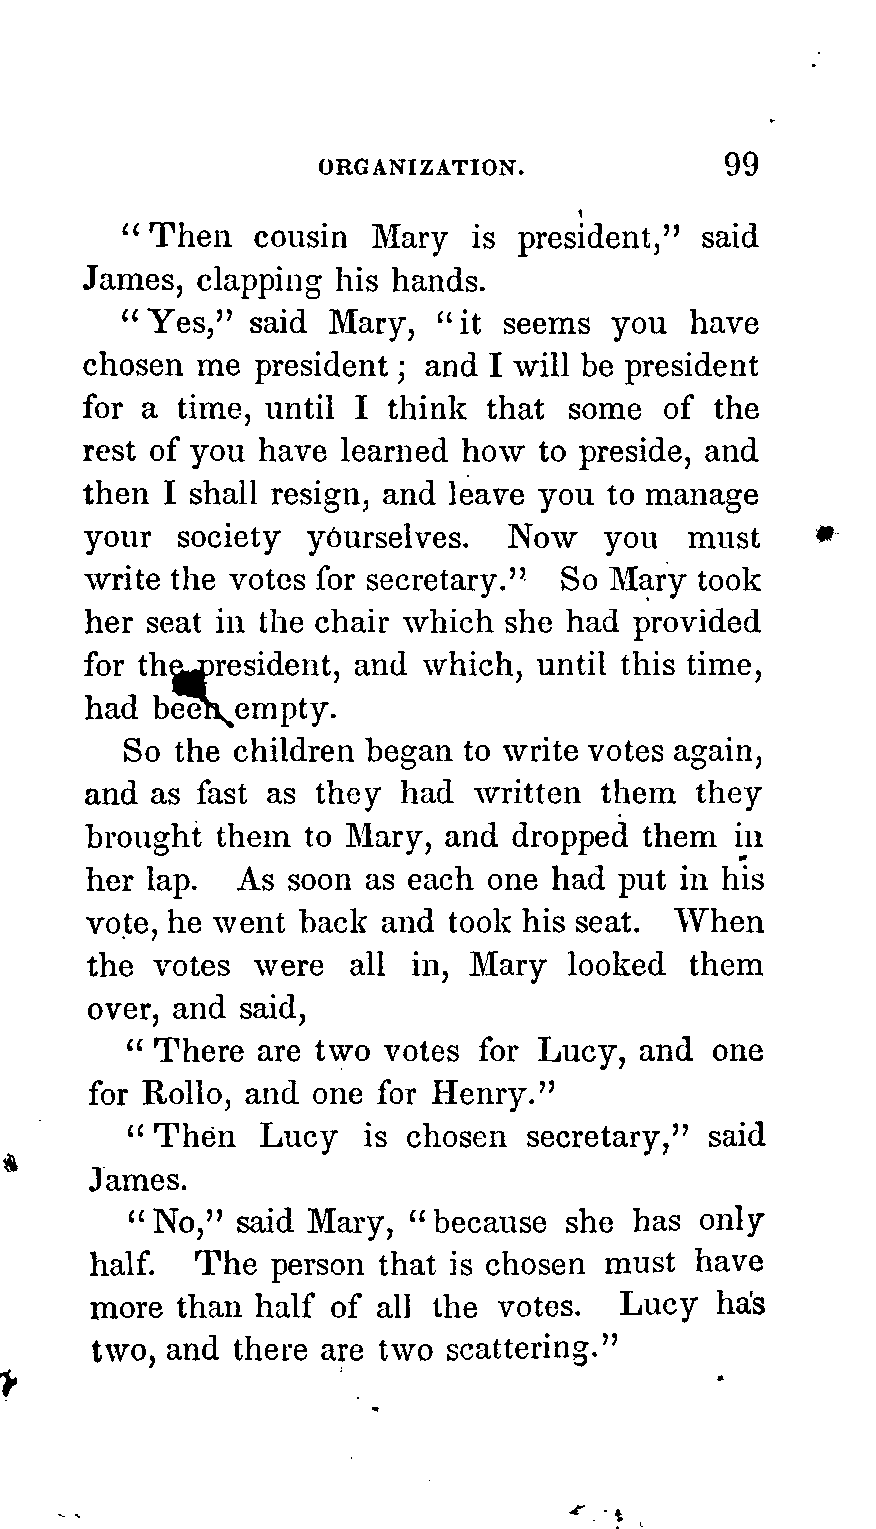 ORGANIZATION. 99
“Then cousin Mary is president,” said
James, clapping his hands.
“Yes,” said Mary, “it seems you have
chosen me president; and I will be president
for a time, until I think that some of the
rest of you have learned how to preside, and
then I shall resign, and leave you to manage
your society yourselves. Now you must
write the votes for secretary.” So Mary took
her seat in the chair which she had provided
for the president, and which, until this time,
had been empty.
So the children began to write votes again,
and as fast as they had written them they
brought them to Mary, and dropped them in
her lap. As soon as each one had put in his
vote, he went back and took his seat. When
the votes were all in, Mary looked them
over, and said,
“There are two votes for Lucy, and one
for Rollo, and one for Henry.”
“Then Lucy is chosen secretary,” said
James.
“No,” said Mary, “because she has only
half. The person that is chosen must have
more than half of all the votes. Lucy has
two, and there are two scattering.”